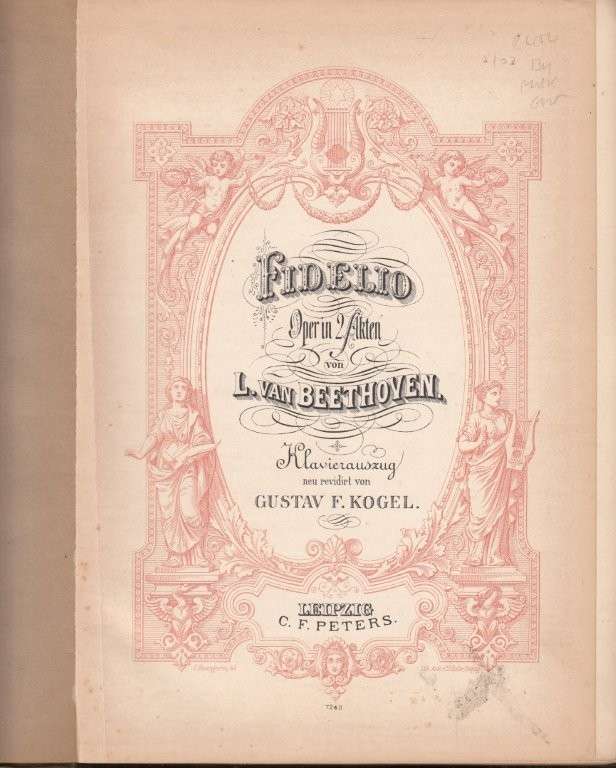 FIDELIO
Oper in 2 Akten
von
L. VAN BEETHOVEN.
Klavierauszug
neu revidirt von
GUSTAV F. KOGEL.
LEIPZIG
C. F. PETERS.